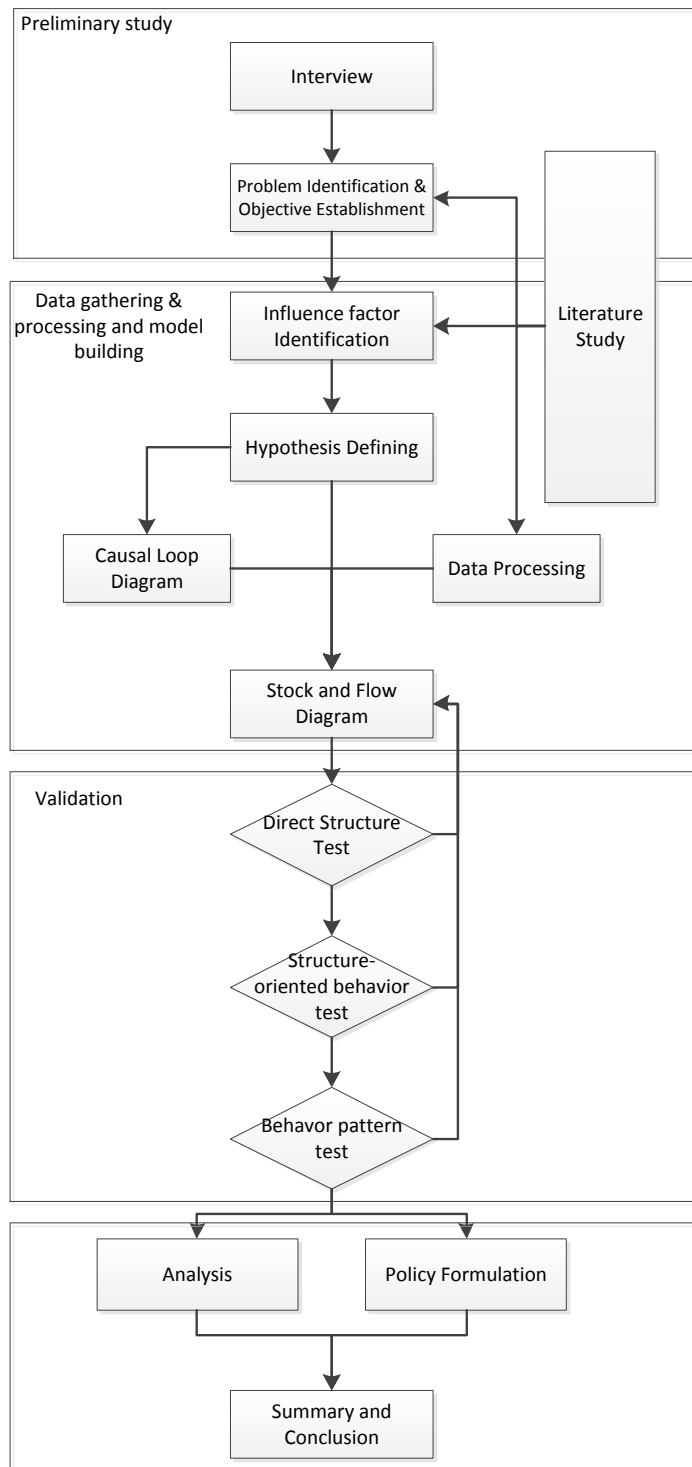 Preliminary study
Interview
Problem Identification &
Objective Establishment
Literature
Study
Data gathering &
processing and model
building
Influence factor
Identification
Hypothesis Defining
Causal Loop
Diagram
Data Processing
Stock and Flow
Diagram
Validation
Direct Structure
Test
Structure-
oriented behavior
test
Behavor pattern
test
Analysis
Policy Formulation
Summary and
Conclusion